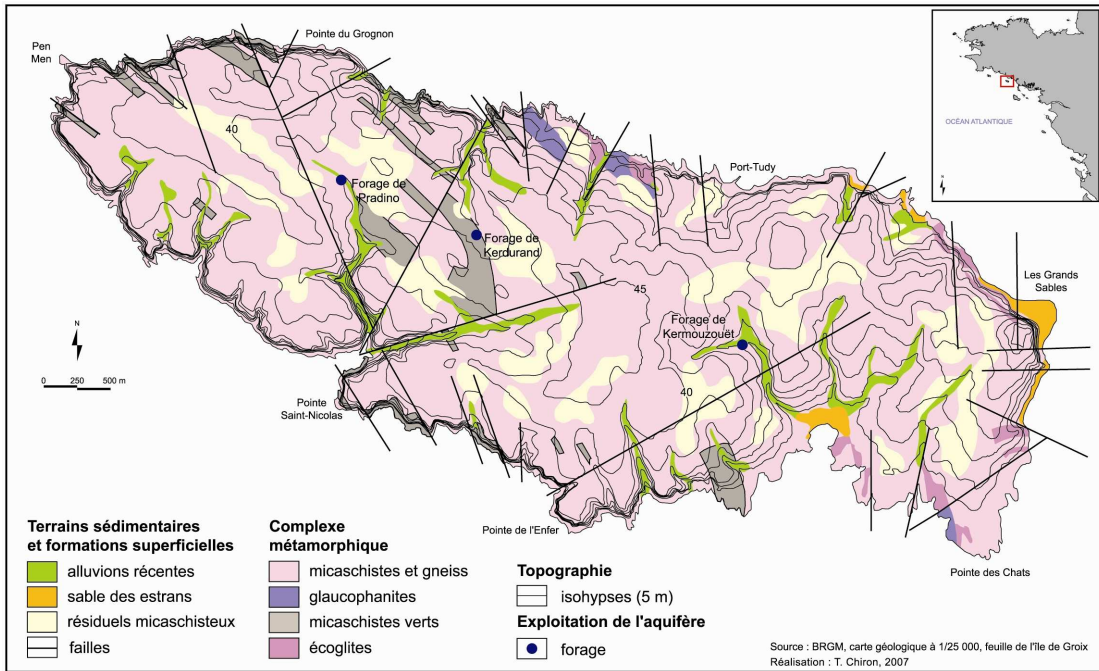 Pen
Men
Pointe du Grognon
OCÉAN ATLANTIQUE
N
40
Port-Tudy
Forage de
Pradino
Forage de
Kerdurand
Les Grands
Sables
45
Forage de
Kermouzouët
N
0 250 500 m
40
Pointe
Saint-Nicolas
Pointe de l'Enfer
Pointe des Chats
Terrains sédimentaires
et formations superficielles
alluvions récentes
sable des estrans
résiduels micaschisteux
failles
Complexe
métamorphique
micaschistes et gneiss
glaucophanites
micaschistes verts
écoglites
Topographie
isohypses (5 m)
Exploitation de l'aquifère
forage
Source : BRGM, carte géologique à 1/25 000, feuille de l'île de Groix
Réalisation : T. Chiron, 2007